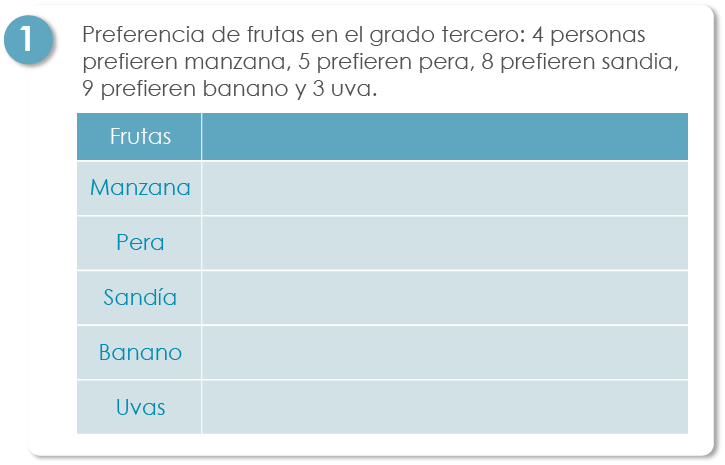 1
Preferencia de frutas en el grado tercero: 4 personas
prefieren manzana, 5 prefieren pera, 8 prefieren sandia,
9 prefieren banano y 3 uva.
Frutas
Manzana
Pera
Sandía
Banano
Uvas